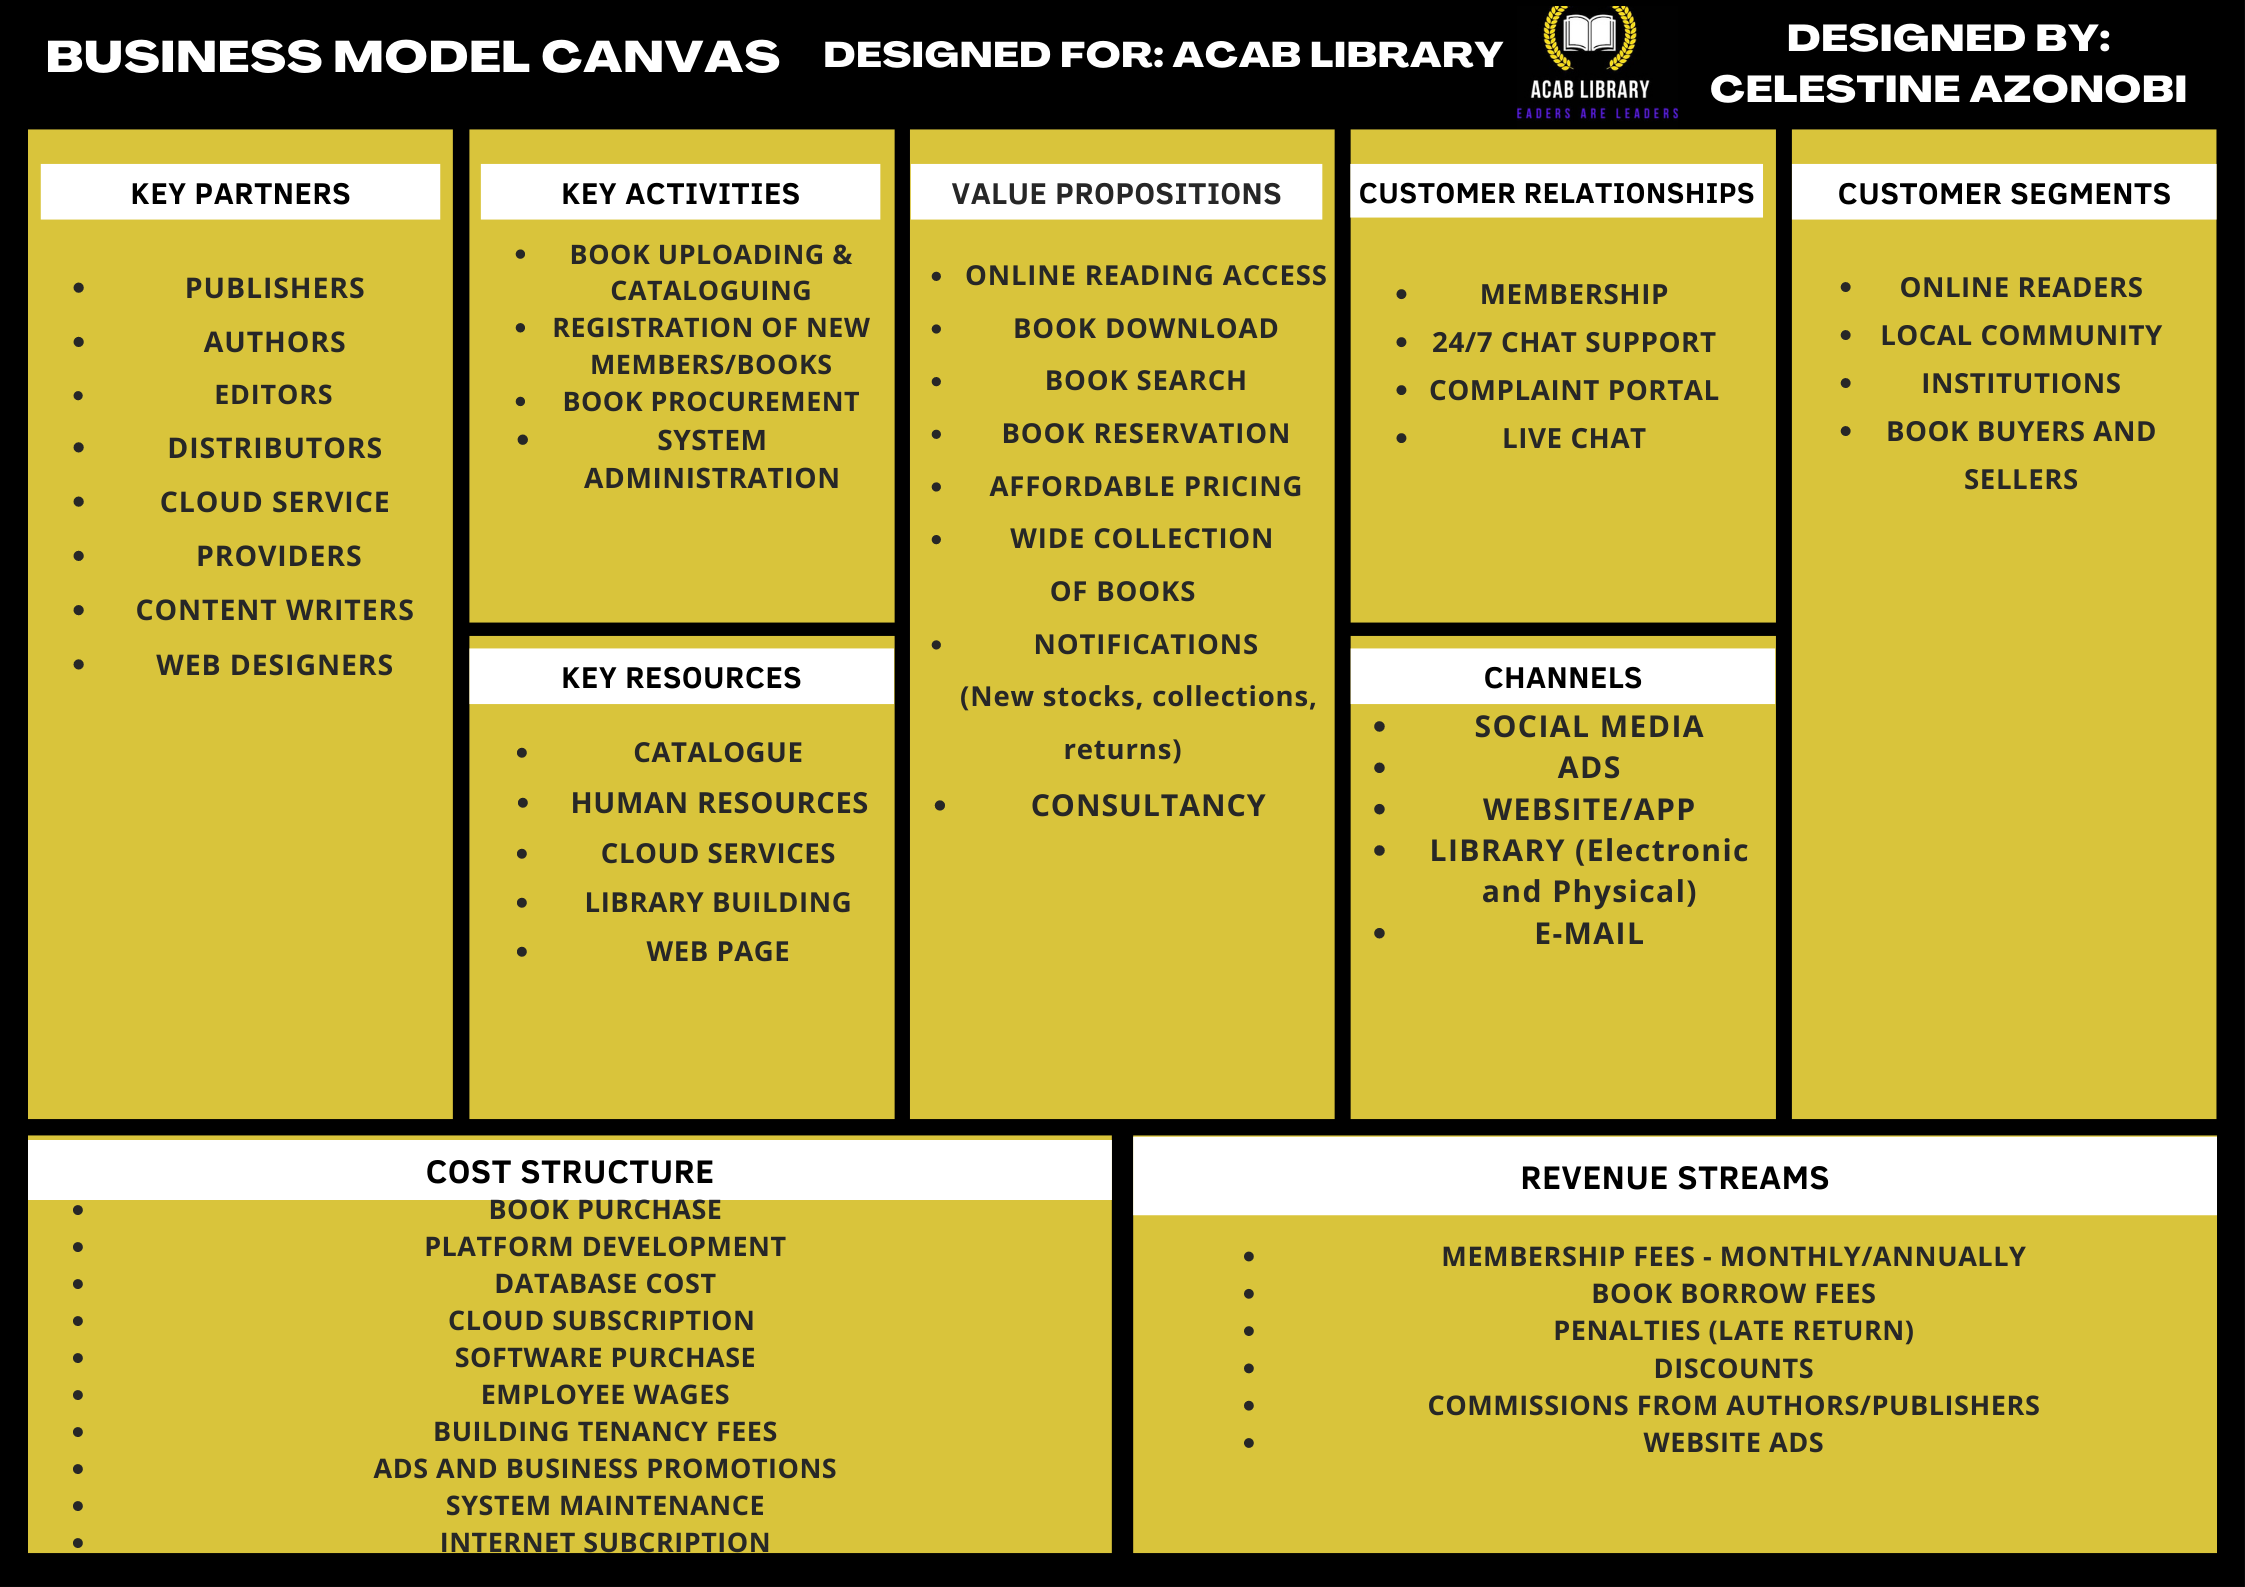 BUSINESS MODEL CANVAS
DESIGNED FOR: ACAB LIBRARY
ACAB LIBRARY
EADERS ARE LEADERS
DESIGNED BY:
CELESTINE AZONOBI
KEY PARTNERS
• PUBLISHERS
• AUTHORS
• EDITORS
• DISTRIBUTORS
• CLOUD SERVICE
• PROVIDERS
• CONTENT WRITERS
• WEB DESIGNERS
KEY ACTIVITIES
• BOOK UPLOADING &
CATALOGUING
• REGISTRATION OF NEW
MEMBERS/BOOKS
• BOOK PROCUREMENT
• SYSTEM
ADMINISTRATION
KEY RESOURCES
• CATALOGUE
• HUMAN RESOURCES
• CLOUD SERVICES
• LIBRARY BUILDING
• WEB PAGE
VALUE PROPOSITIONS
• ONLINE READING ACCESS
• BOOK DOWNLOAD
• BOOK SEARCH
• BOOK RESERVATION
• AFFORDABLE PRICING
• WIDE COLLECTION
OF BOOKS
• NOTIFICATIONS
(New stocks, collections,
returns)
• CONSULTANCY
CUSTOMER RELATIONSHIPS
• MEMBERSHIP
• 24/7 CHAT SUPPORT
• COMPLAINT PORTAL
• LIVE CHAT
CHANNELS
• SOCIAL MEDIA
• ADS
• WEBSITE/APP
• LIBRARY (Electronic
and Physical)
• E-MAIL
CUSTOMER SEGMENTS
• ONLINE READERS
• LOCAL COMMUNITY
• INSTITUTIONS
• BOOK BUYERS AND
SELLERS
COST STRUCTURE
• BOOK PURCHASE
• PLATFORM DEVELOPMENT
• DATABASE COST
• CLOUD SUBSCRIPTION
• SOFTWARE PURCHASE
• EMPLOYEE WAGES
• BUILDING TENANCY FEES
• ADS AND BUSINESS PROMOTIONS
• SYSTEM MAINTENANCE
• INTERNET SUBCRIPTION
REVENUE STREAMS
• MEMBERSHIP FEES - MONTHLY/ANNUALLY
• BOOK BORROW FEES
• PENALTIES (LATE RETURN)
• DISCOUNTS
• COMMISSIONS FROM AUTHORS/PUBLISHERS
• WEBSITE ADS